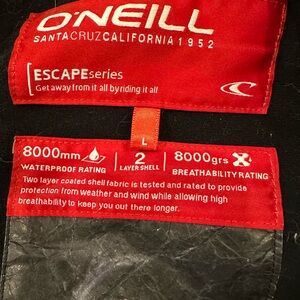 O'NEILL
SANTA CRUZ CALIFORNIA 1952
ESCAPEseries
Get away from it all by riding it all
L
8000mm
WATERPROOF RATING
2
LAYER SHELL
8000grs
BREATHABILITY RATING
Two layer coated shell fabric is tested and rated to provide
protection from weather and wind while allowing high
breathability to keep you out there longer.